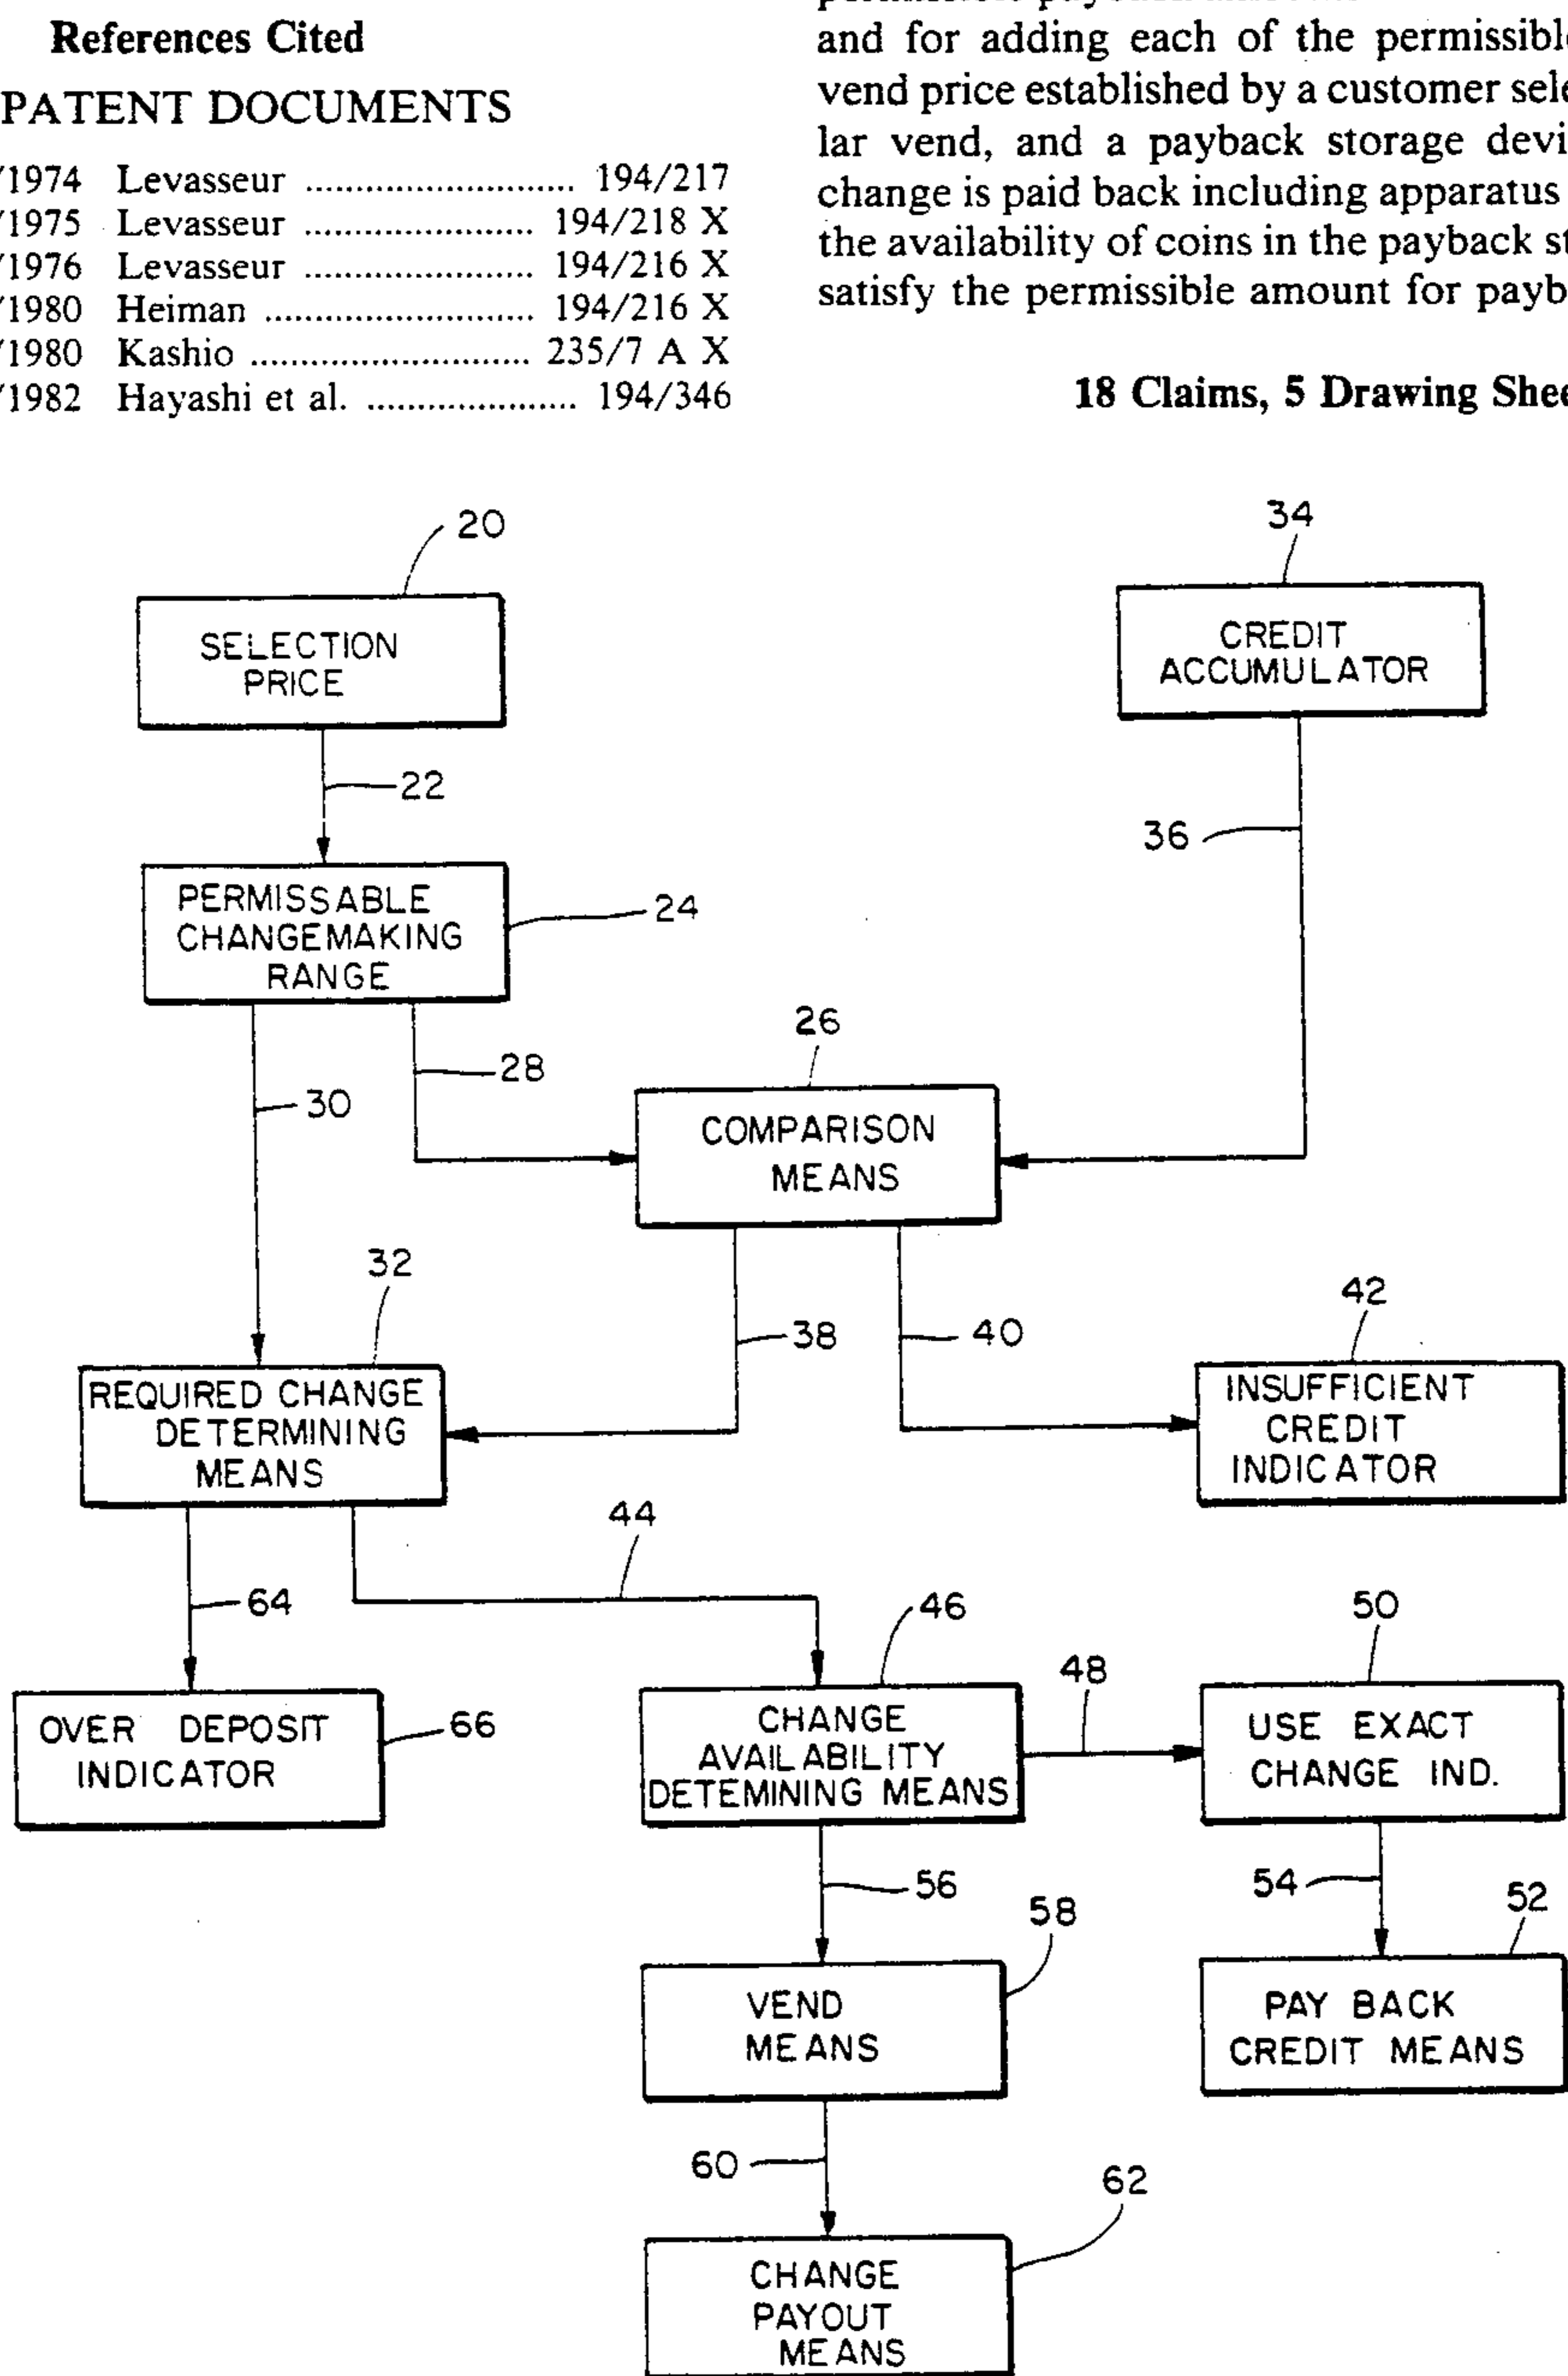 References Cited
PATENT DOCUMENTS
/1974 Levasseur .......................... 194/217
/1975 Levasseur ...................... 194/218 X
/1976 Levasseur ...................... 194/216 X
/1980 Heiman .......................... 194/216 X
/1980 Kashio ........................... 235/7 A X
/1982 Hayashi et al. ..................... 194/346
and for adding each of the permissible
vend price established by a customer sele
lar vend, and a payback storage devi
change is paid back including apparatus
the availability of coins in the payback st
satisfy the permissible amount for payb
18 Claims, 5 Drawing Shee
20
34
SELECTION
PRICE
CREDIT
ACCUMULATOR
22
36
PERMISSABLE
CHANGEMAKING
RANGE
24
26
28
30
COMPARISON
MEANS
32
38
40
42
REQUIRED CHANGE
DETERMINING
MEANS
INSUFFICIENT
CREDIT
INDICATOR
44
64
46
48
50
OVER DEPOSIT
INDICATOR
66
CHANGE
AVAILABILITY
DETEMINING MEANS
USE EXACT
CHANGE IND.
56
54
58
52
VEND
MEANS
PAY BACK
CREDIT MEANS
60
62
CHANGE
PAYOUT
MEANS